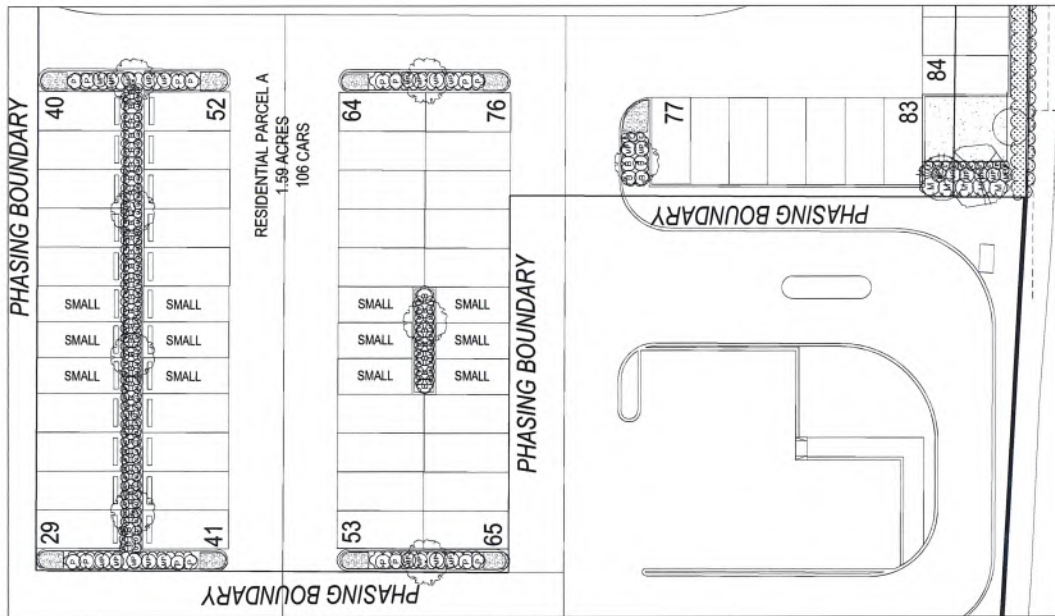 PHASING BOUNDARY
40
52
RESIDENTIAL PARCEL A
1.59 ACRES
106 CARS
64
76
77
83
84
PHASING BOUNDARY
PHASING BOUNDARY
SMALL SMALL SMALL SMALL
SMALL SMALL SMALL SMALL
SMALL SMALL SMALL SMALL
29
41
53
65
PHASING BOUNDARY